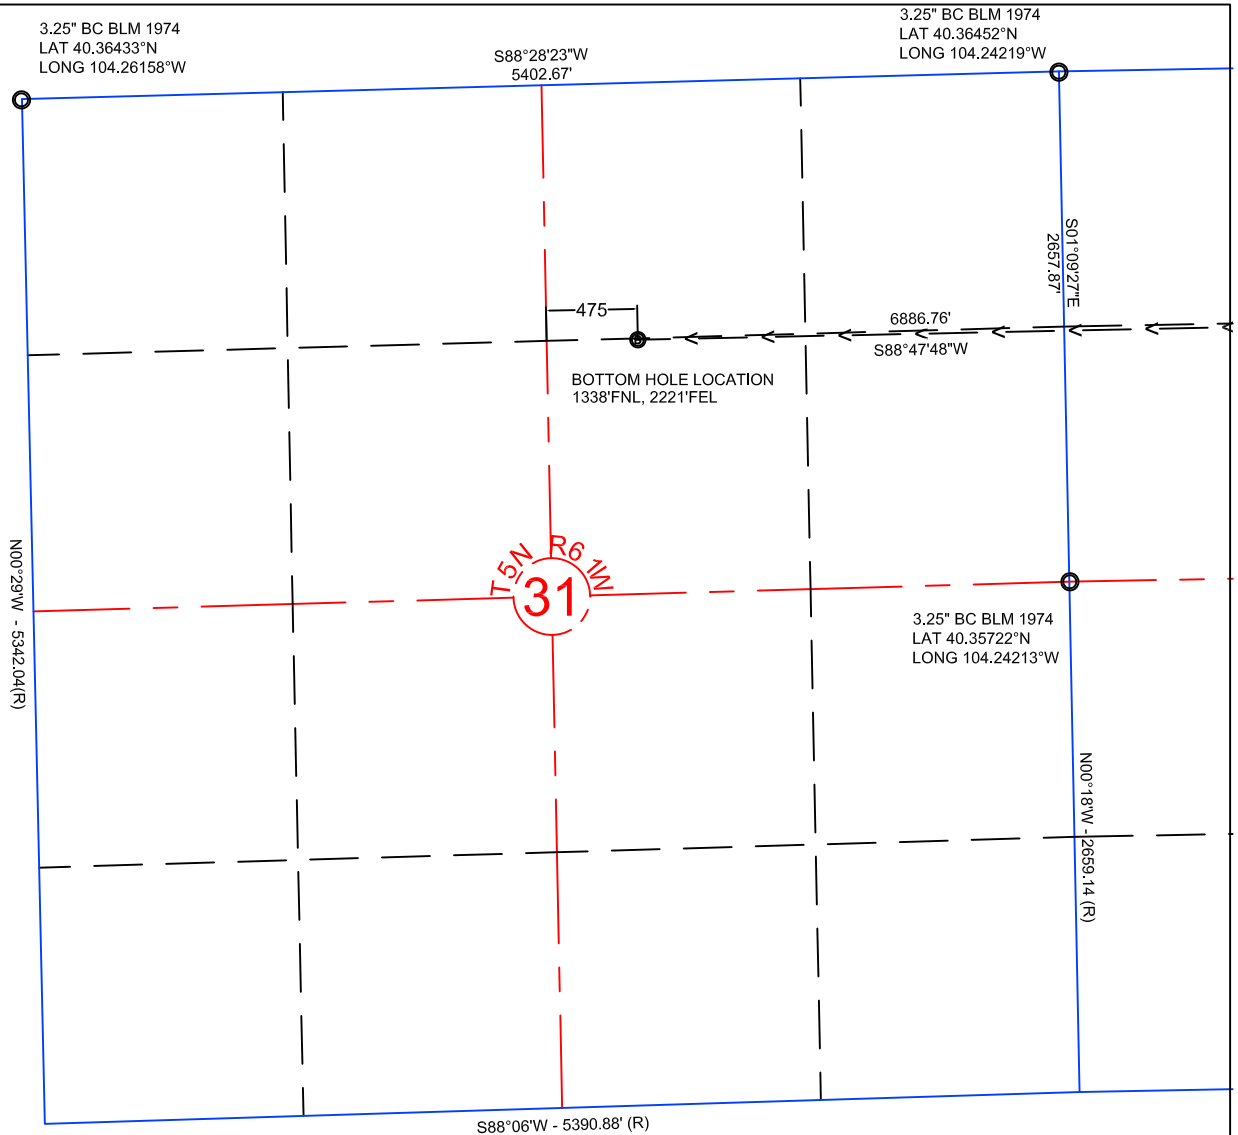 3.25" BC BLM 1974
LAT 40.36433°N
LONG 104.26158°W
S88°28'23"W
5402.67'
3.25" BC BLM 1974
LAT 40.36452°N
LONG 104.24219°W
S01°09'27"E
2657.87'
475
6886.76'
S88°47'48"W
BOTTOM HOLE LOCATION
1338'FNL, 2221'FEL
N00°29'W - 5342.04(R)
T 5N R6 1W
31
3.25" BC BLM 1974
LAT 40.35722°N
LONG 104.24213°W
N00°18'W - 2659.14 (R)
S88°06'W - 5390.88' (R)